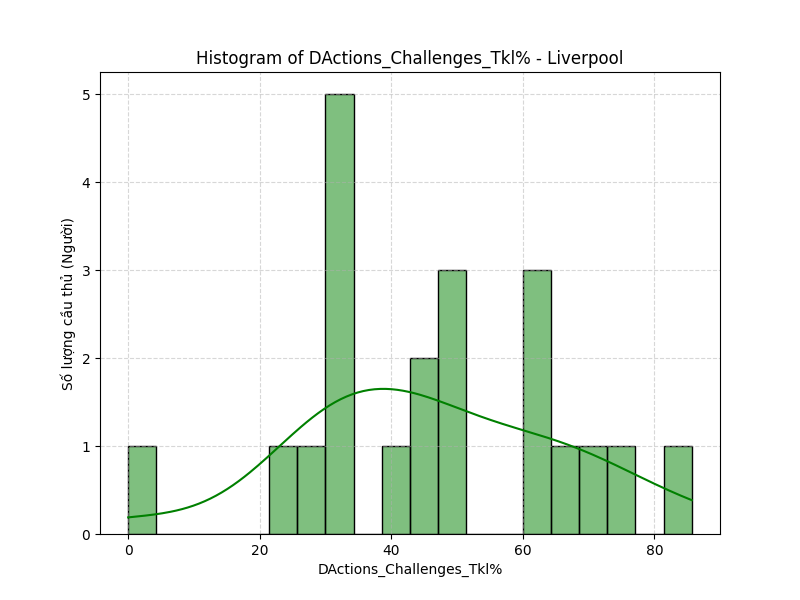 Histogram of DActions_Challenges_Tkl% - Liverpool
5
4
3
2
1
0
Số lượng cầu thủ (Người)
0 20 40 60 80
DActions_Challenges_Tkl%